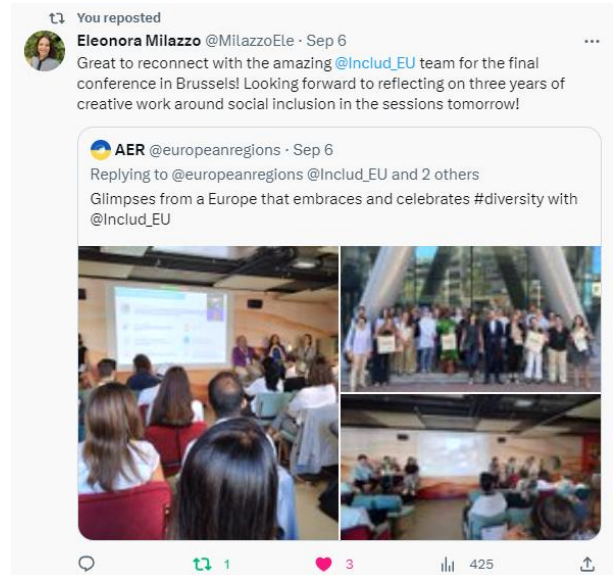 You reposted
Eleonora Milazzo @MilazzoEle · Sep 6
Great to reconnect with the amazing @Includ_EU team for the final
conference in Brussels! Looking forward to reflecting on three years of
creative work around social inclusion in the sessions tomorrow!
AER @europeanregions · Sep 6
Replying to @europeanregions @Includ_EU and 2 others
Glimpses from a Europe that embraces and celebrates #diversity with
@Includ_EU
1 3 425